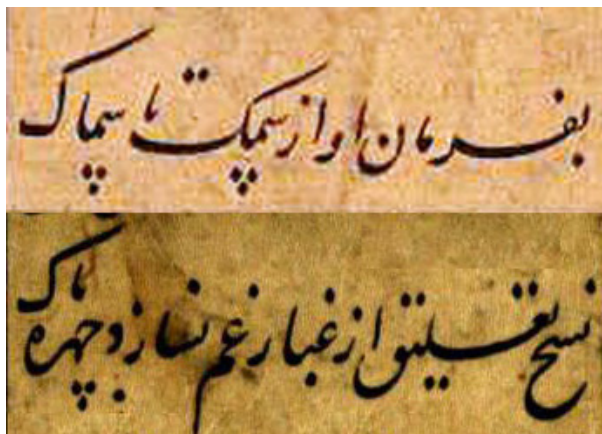 بفرمان او از سمک تا سماک
نسخ تعلیق از غبار غم نسازد چهره پاک